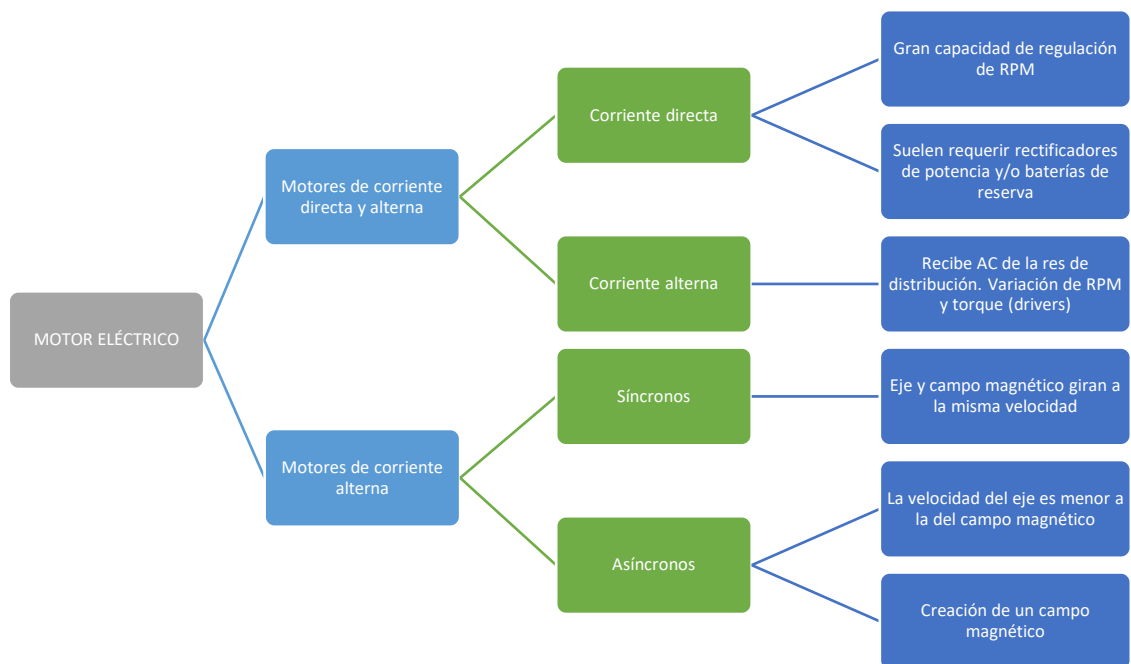 MOTOR ELÉCTRICO
Motores de corriente
directa y alterna
Corriente directa
Gran capacidad de regulación
de RPM
Suelen requerir rectificadores
de potencia y/o baterías de
reserva
Corriente alterna
Recibe AC de la res de
distribución. Variación de RPM
y torque (drivers)
Motores de corriente
alterna
Síncronos
Eje y campo magnético giran a
la misma velocidad
Asíncronos
La velocidad del eje es menor a
la del campo magnético
Creación de un campo
magnético